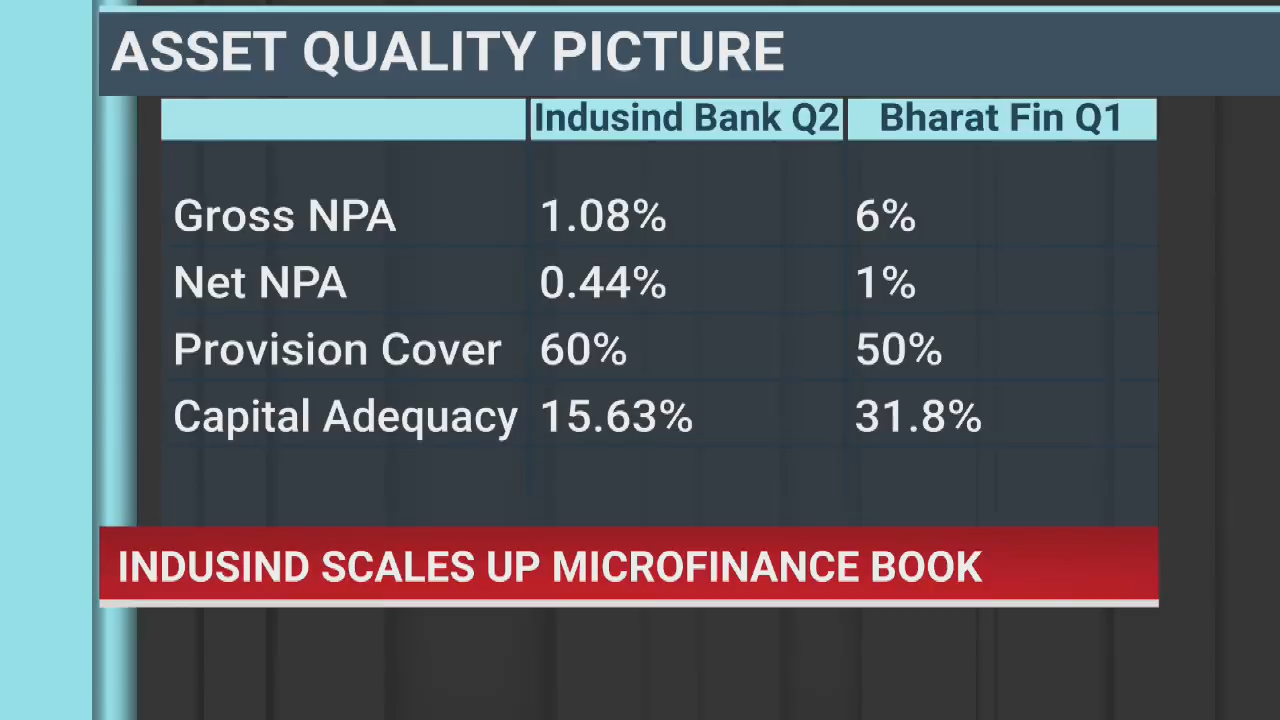 ASSET QUALITY PICTURE
Indusind Bank Q2 Bharat Fin Q1
Gross NPA 1.08% 6%
Net NPA 0.44% 1%
Provision Cover 60% 50%
Capital Adequacy 15.63% 31.8%
INDUSIND SCALES UP MICROFINANCE BOOK